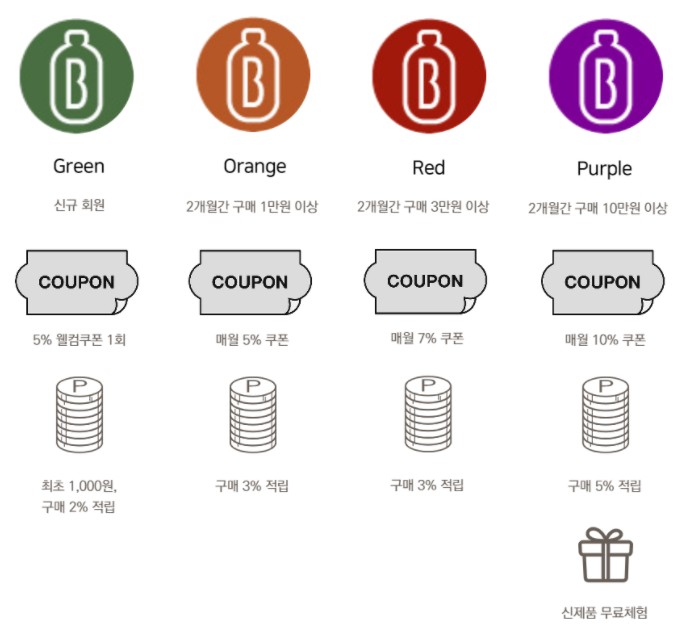 B
B
B
B
Green
Orange
Red
Purple
신규 회원
2개월간 구매 1만원 이상
2개월간 구매 3만원 이상
2개월간 구매 10만원 이상
COUPON
COUPON
COUPON
COUPON
5% 웰컴쿠폰 1회
매월 5% 쿠폰
매월 7% 쿠폰
매월 10% 쿠폰
P
P
P
P
최초 1,000원,
구매 2% 적립
구매 3% 적립
구매 3% 적립
구매 5% 적립
신제품 무료체험